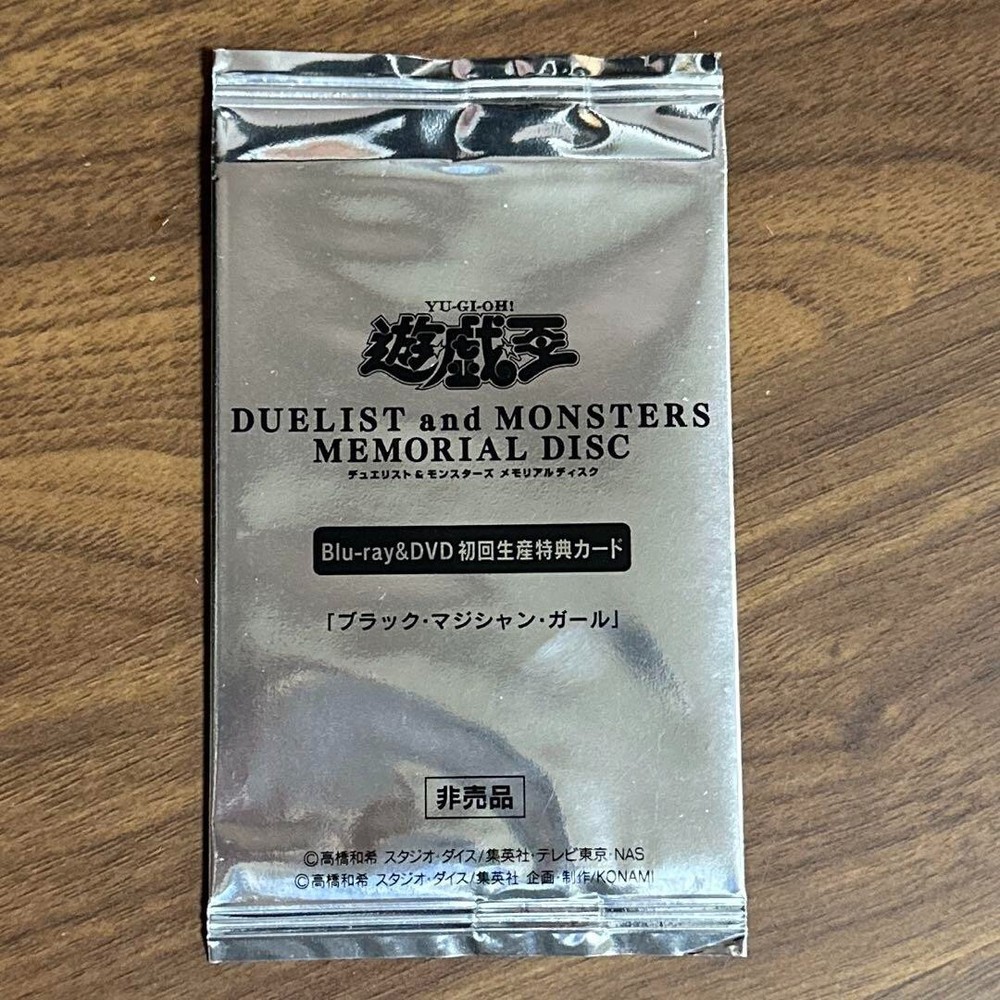 YU-GI-OH!
遊戯王
DUELIST and MONSTERS
MEMORIAL DISC
デュエリスト&モンスターズ メモリアルディスク
Blu-ray&DVD 初回生産特典カード
「ブラック・マジシャン・ガール」
非売品
©高橋和希 スタジオ・ダイス/集英社・テレビ東京・NAS
©高橋和希 スタジオ・ダイス/集英社 企画・制作/KONAMI